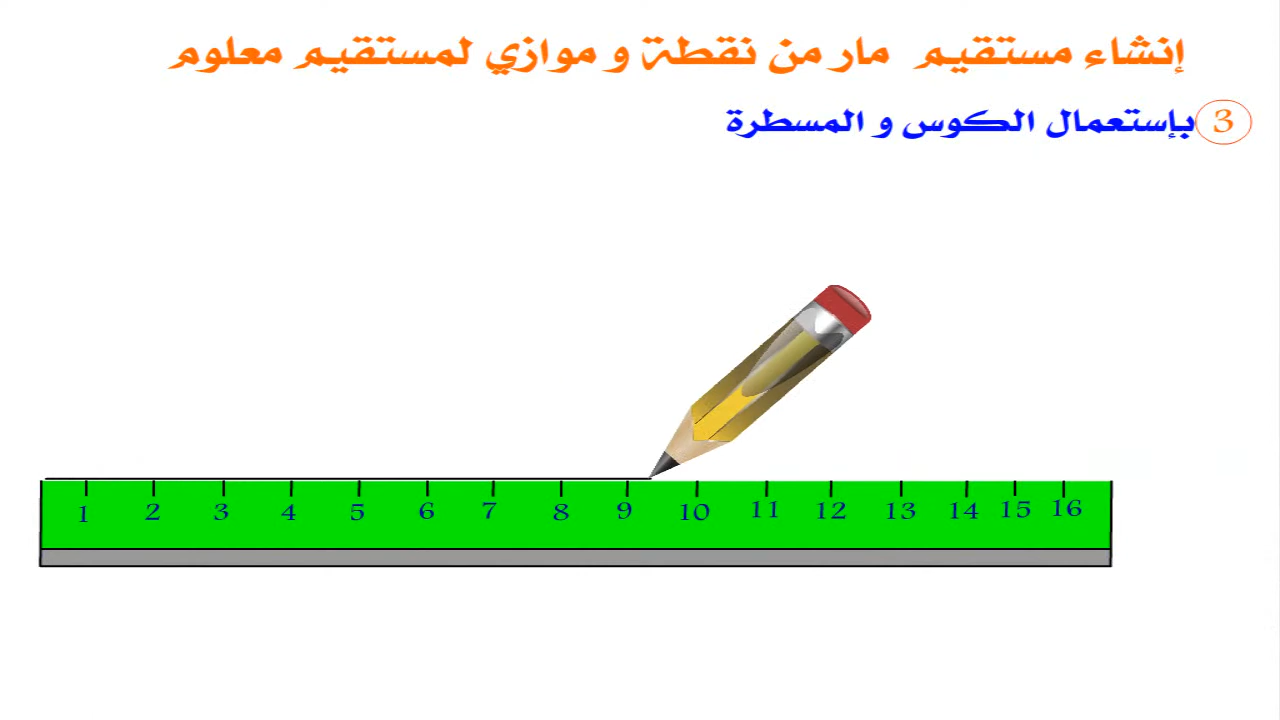 إنشاء مستقيم مار من نقطة و موازي لمستقيم معلوم
3 بإستعمال الكوس و المسطرة
1 2 3 4 5 6 7 8 9 10 11 12 13 14 15 16